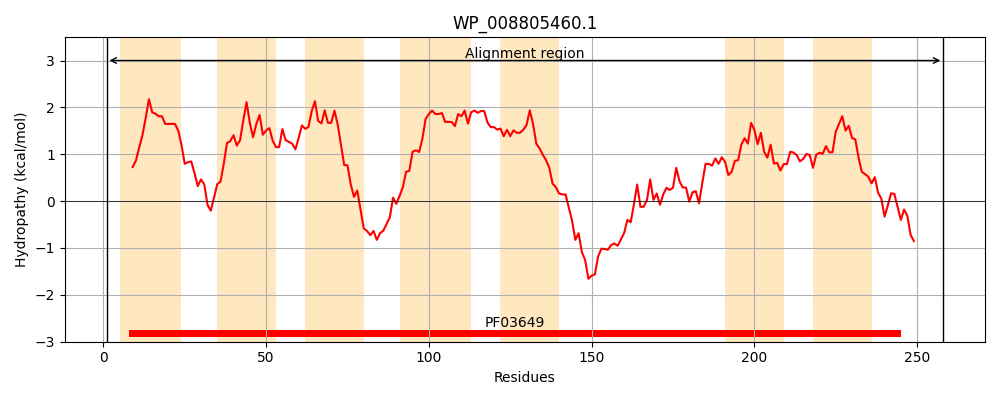 WP_008805460.1
Alignment region
Hydropathy (kcal/mol)
3
2
1
0
−1
−2
−3
PF03649
0 50 100 150 200 250
Residues